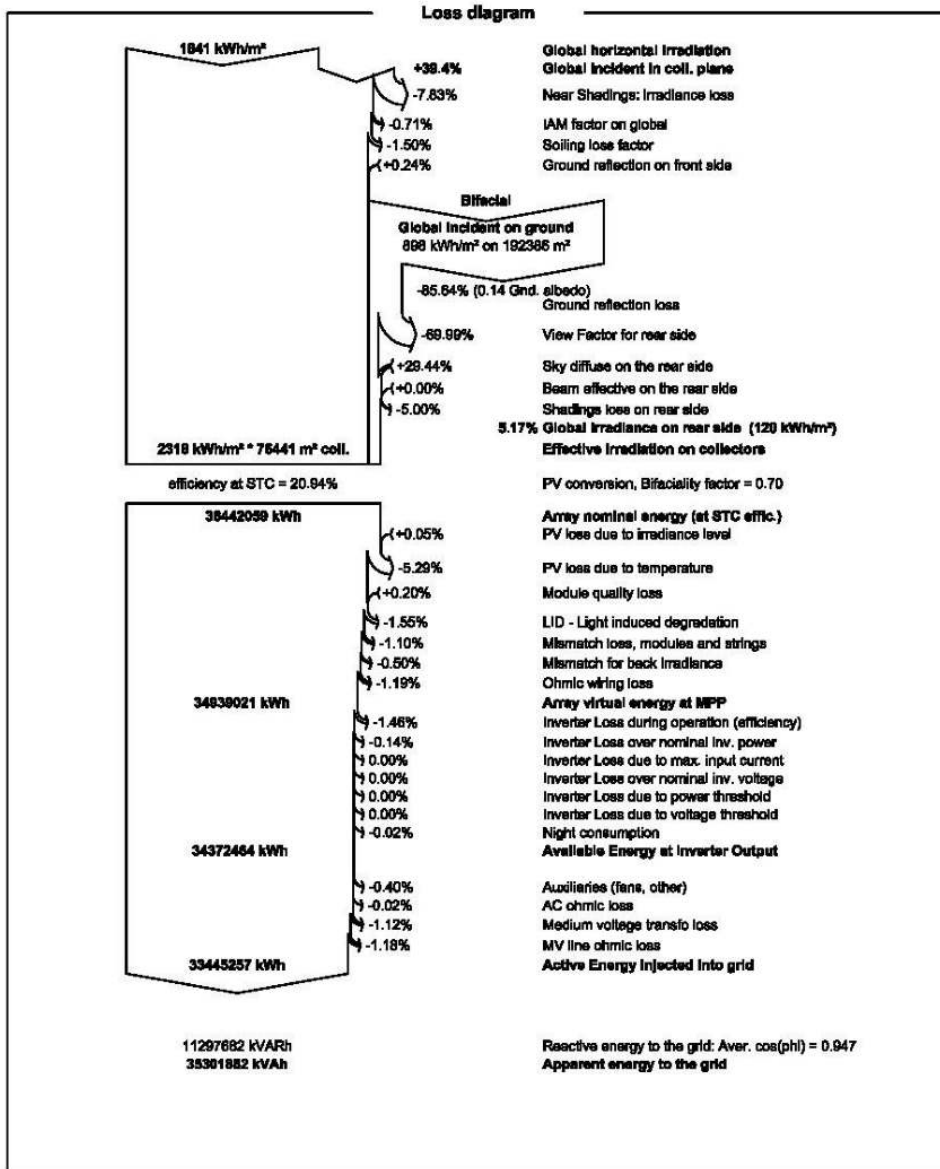 Loss diagram
1841 kWh/m² Global horizontal irradiation
+39.4% Global incident in coll. plane
-7.83% Near Shadings: irradiance loss
-0.71% IAM factor on global
-1.50% Soiling loss factor
+0.24% Ground reflection on front side
Bifacial
Global incident on ground
898 kWh/m² on 192386 m²
-85.64% (0.14 Gnd. albedo)
Ground reflection loss
-69.99% View Factor for rear side
+29.44% Sky diffuse on the rear side
+0.00% Beam effective on the rear side
-5.00% Shadings loss on rear side
5.17% Global Irradiance on rear side (120 kWh/m²)
2318 kWh/m² * 76441 m² coll. Effective irradiation on collectors
efficiency at STC = 20.94% PV conversion, Bifaciality factor = 0.70
38442059 kWh Array nominal energy (at STC effic.)
+0.05% PV loss due to irradiance level
-5.29% PV loss due to temperature
+0.20% Module quality loss
-1.55% LID - Light induced degradation
-1.10% Mismatch loss, modules and strings
-0.50% Mismatch for back irradiance
-1.19% Ohmic wiring loss
34939021 kWh Array virtual energy at MPP
-1.46% Inverter Loss during operation (efficiency)
-0.14% Inverter Loss over nominal inv. power
0.00% Inverter Loss due to max. input current
0.00% Inverter Loss over nominal inv. voltage
0.00% Inverter Loss due to power threshold
0.00% Inverter Loss due to voltage threshold
-0.02% Night consumption
34372464 kWh Available Energy at Inverter Output
-0.40% Auxiliaries (fans, other)
-0.02% AC ohmic loss
-1.12% Medium voltage transfo loss
-1.18% MV line ohmic loss
33445257 kWh Active Energy injected into grid
11297682 kVARh Reactive energy to the grid: Aver. cos(phi) = 0.947
35301882 kVAh Apparent energy to the grid